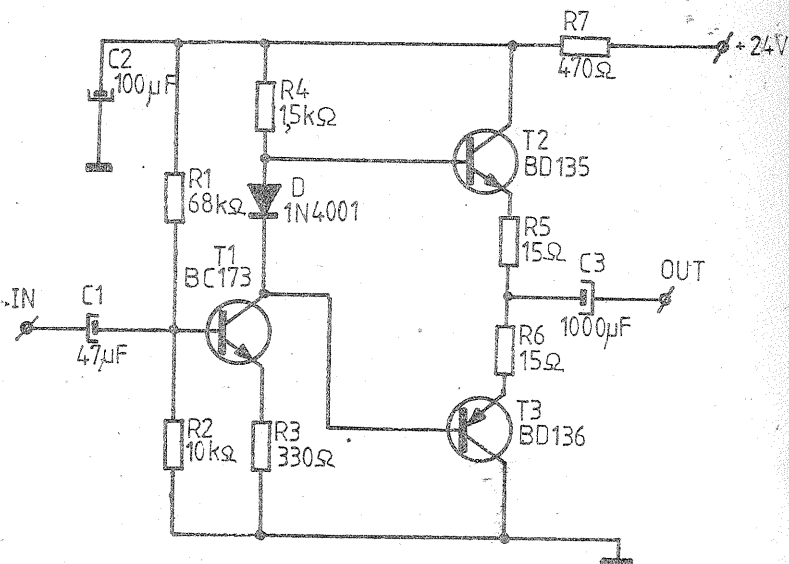 R7
470Ω
+24V
C2
100µF
R4
1,5kΩ
T2
BD135
R1
68kΩ
D
1N4001
R5
15Ω
C3
1000µF
OUT
T1
BC173
IN
C1
47µF
R6
15Ω
T3
BD136
R2
10kΩ
R3
330Ω